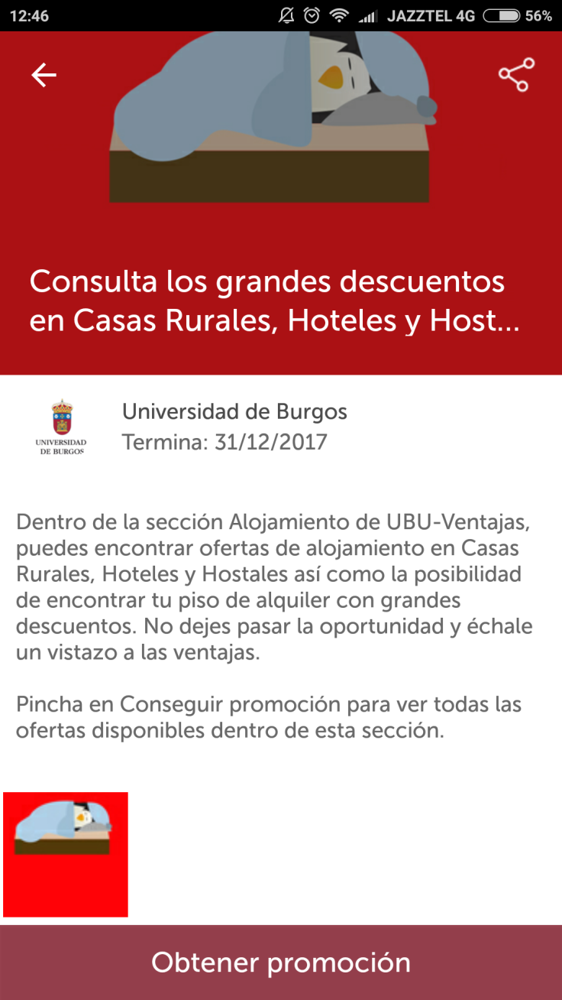 12:46 JAZZTEL 4G 56%
Consulta los grandes descuentos
en Casas Rurales, Hoteles y Host...
Universidad de Burgos
Termina: 31/12/2017
UNIVERSIDAD
DE BURGOS
Dentro de la sección Alojamiento de UBU-Ventajas,
puedes encontrar ofertas de alojamiento en Casas
Rurales, Hoteles y Hostales así como la posibilidad
de encontrar tu piso de alquiler con grandes
descuentos. No dejes pasar la oportunidad y échale
un vistazo a las ventajas.
Pincha en Conseguir promoción para ver todas las
ofertas disponibles dentro de esta sección.
Obtener promoción